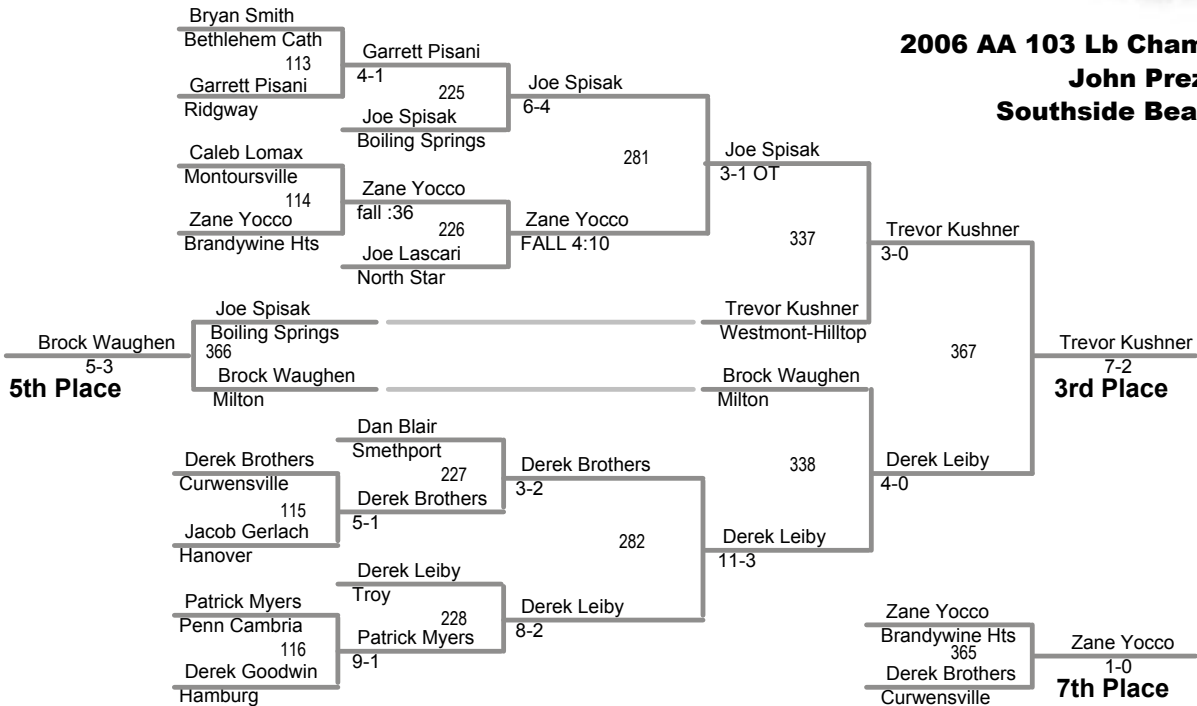 2006 AA 103 Lb Cham
John Prez
Southside Bea
Bryan Smith
Bethlehem Cath
113
Garrett Pisani
Ridgway
Garrett Pisani
4-1
225
Joe Spisak
Boiling Springs
Joe Spisak
6-4
Caleb Lomax
Montoursville
114
Zane Yocco
Brandywine Hts
Zane Yocco
fall :36
226
Joe Lascari
North Star
Zane Yocco
FALL 4:10
281
Joe Spisak
3-1 OT
337
Trevor Kushner
Westmont-Hilltop
Trevor Kushner
3-0
Joe Spisak
Boiling Springs
366
Brock Waughen
Milton
Brock Waughen
5-3
5th Place
367
Trevor Kushner
7-2
3rd Place
Brock Waughen
Milton
338
Derek Leiby
4-0
Dan Blair
Smethport
227
Derek Brothers
3-2
Derek Brothers
Curwensville
115
Jacob Gerlach
Hanover
Derek Brothers
5-1
282
Derek Leiby
11-3
Derek Leiby
Troy
228
Derek Leiby
8-2
Patrick Myers
Penn Cambria
116
Derek Goodwin
Hamburg
Patrick Myers
9-1
Zane Yocco
Brandywine Hts
365
Derek Brothers
Curwensville
Zane Yocco
1-0
7th Place